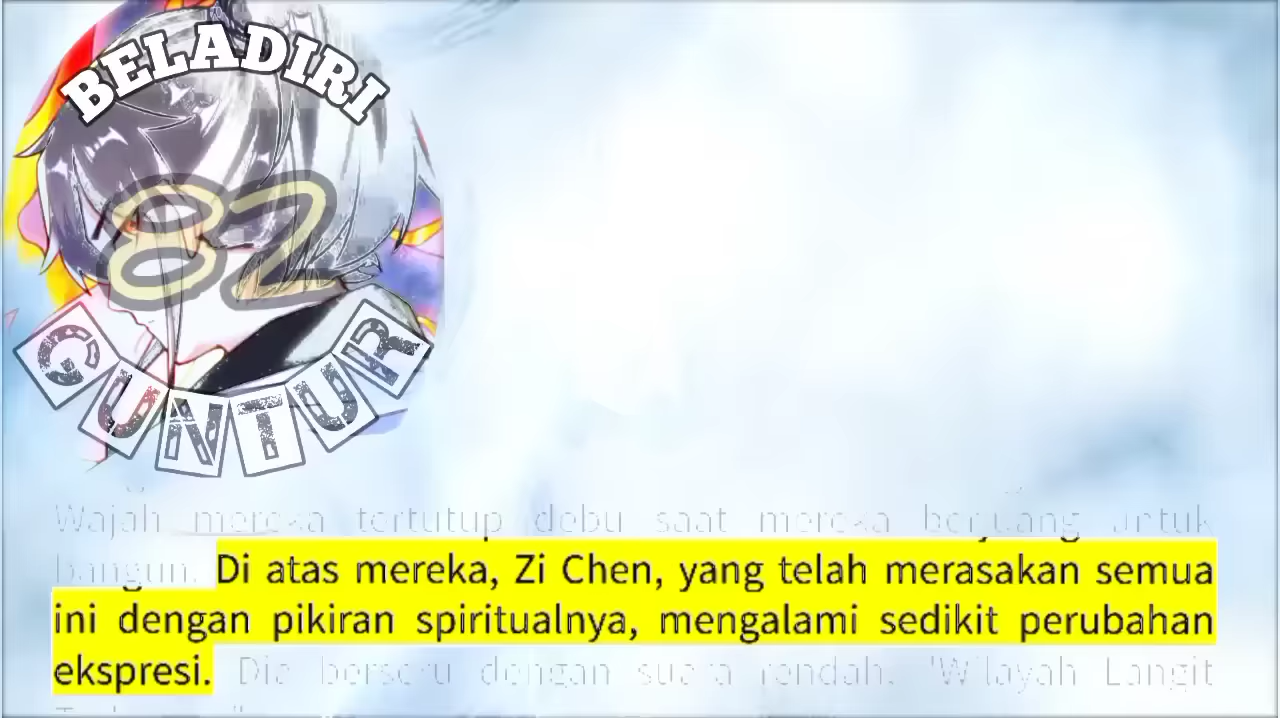 BELADIRI
82
GUNTUR
Wajah mereka tertutup debu saat mereka berjuang untuk
bangun. Di atas mereka, Zi Chen, yang telah merasakan semua
ini dengan pikiran spiritualnya, mengalami sedikit perubahan
ekspresi. Dia berseru dengan suara rendah. "Wilayah Langit